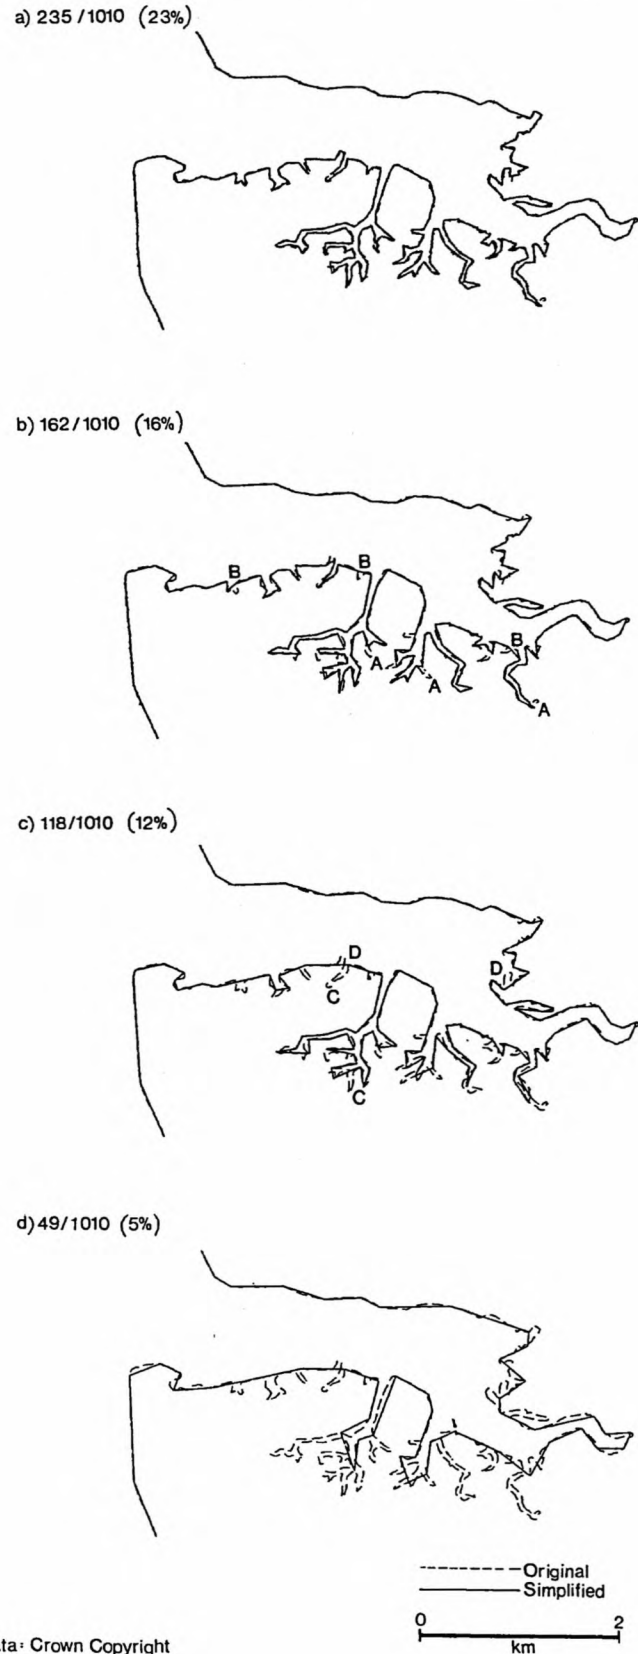 a) 235/1010 (23%)
b) 162/1010 (16%)
B
B
B
A
A
A
c) 118/1010 (12%)
D
D
C
C
d) 49/1010 (5%)
Original
Simplified
0 2
km
ta: Crown Copyright